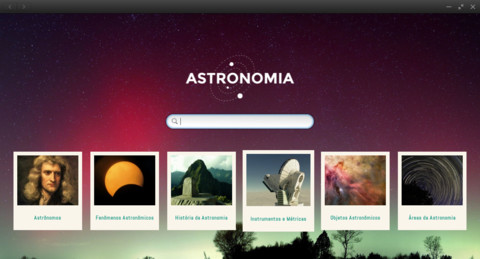 ASTRONOMIA
Astrônomos
Fenômenos Astronômicos
História da Astronomia
Instrumentos e Métricas
Objetos Astronômicos
Áreas da Astronomia